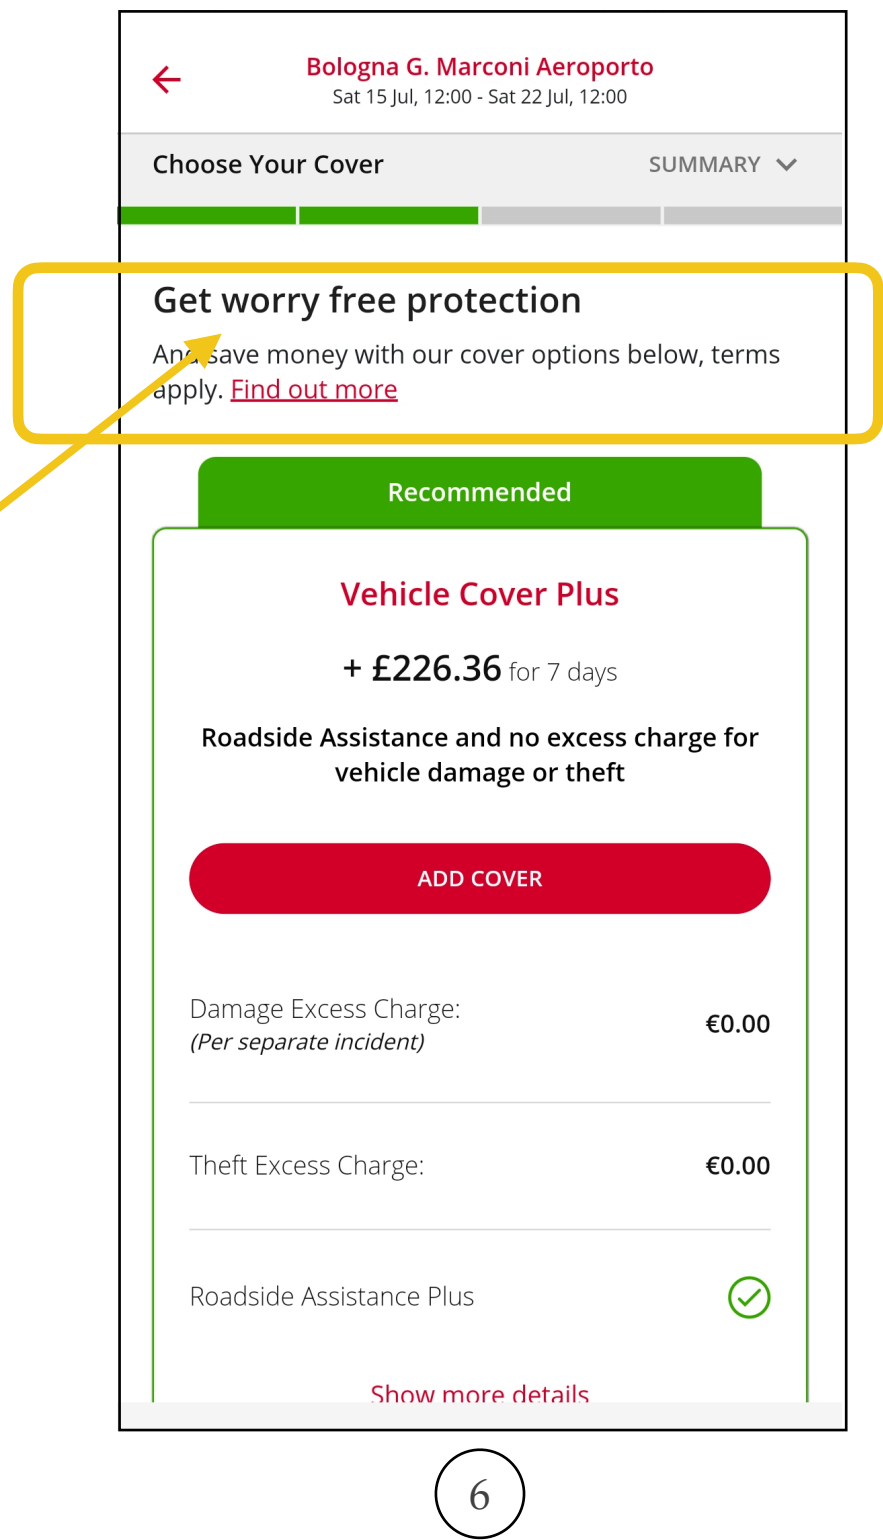 Bologna G. Marconi Aeroporto
Sat 15 Jul, 12:00 - Sat 22 Jul, 12:00
Choose Your Cover SUMMARY
Get worry free protection
And save money with our cover options below, terms
apply. Find out more
Recommended
Vehicle Cover Plus
+ £226.36 for 7 days
Roadside Assistance and no excess charge for
vehicle damage or theft
ADD COVER
Damage Excess Charge:
(Per separate incident) €0.00
Theft Excess Charge: €0.00
Roadside Assistance Plus
Show more details
6